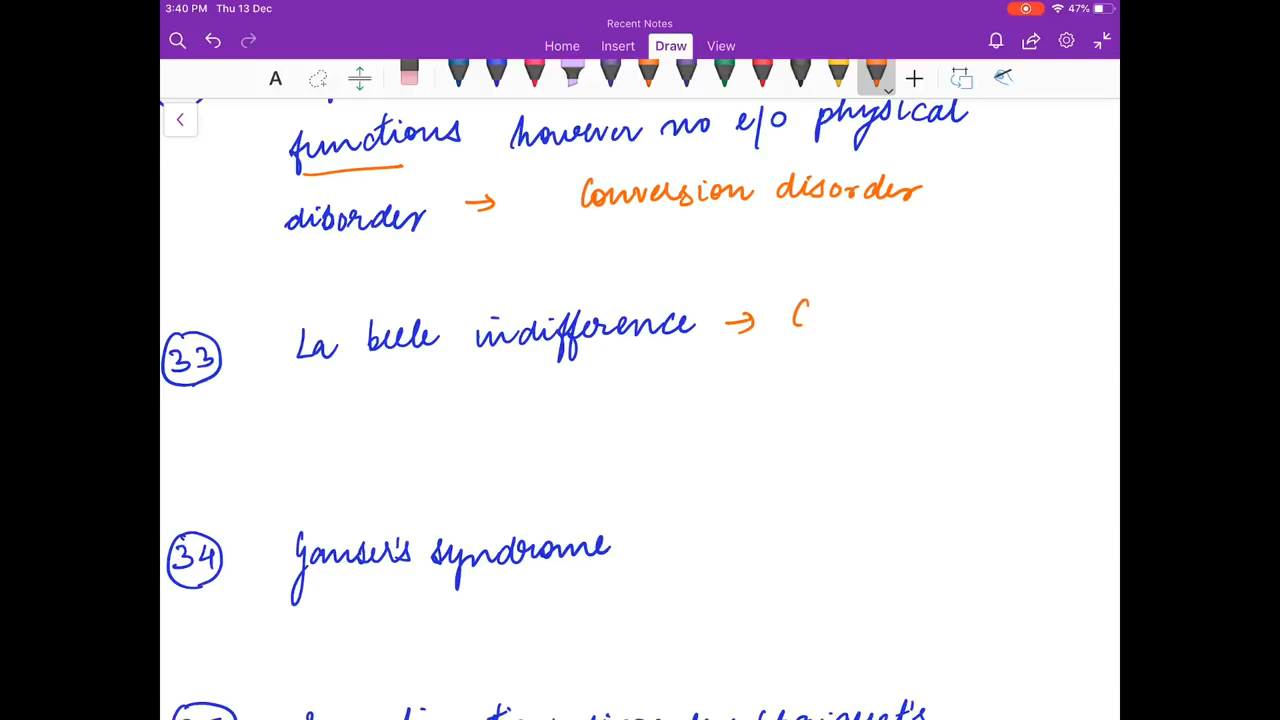 3:40 PM Thu 13 Dec
47%
Recent Notes
Home Insert Draw View
A
functions however no e/o physical
disorder → Conversion disorder
33 La belle indifference → C
34 Ganser's syndrome